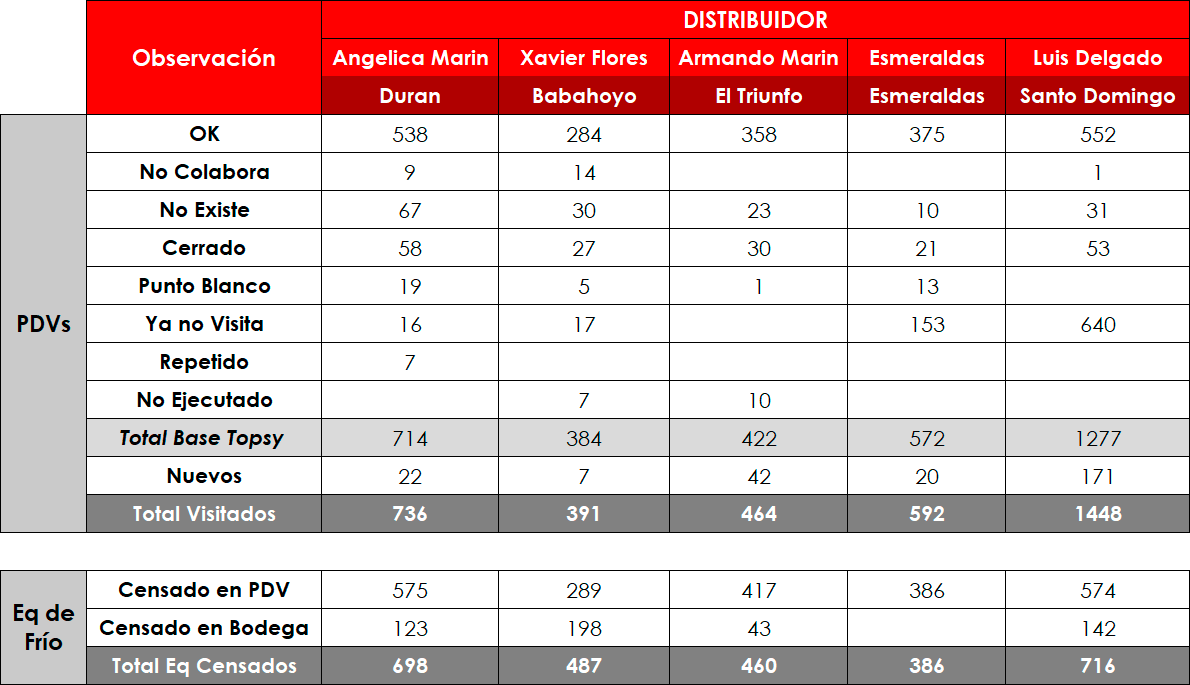 DISTRIBUIDOR
Observación
Angelica Marin Xavier Flores Armando Marin Esmeraldas Luis Delgado
Duran Babahoyo El Triunfo Esmeraldas Santo Domingo
PDVs
OK 538 284 358 375 552
No Colabora 9 14 1
No Existe 67 30 23 10 31
Cerrado 58 27 30 21 53
Punto Blanco 19 5 1 13
Ya no Visita 16 17 153 640
Repetido 7
No Ejecutado 7 10
Total Base Topsy 714 384 422 572 1277
Nuevos 22 7 42 20 171
Total Visitados 736 391 464 592 1448
Eq de
Frío
Censado en PDV 575 289 417 386 574
Censado en Bodega 123 198 43 142
Total Eq Censados 698 487 460 386 716